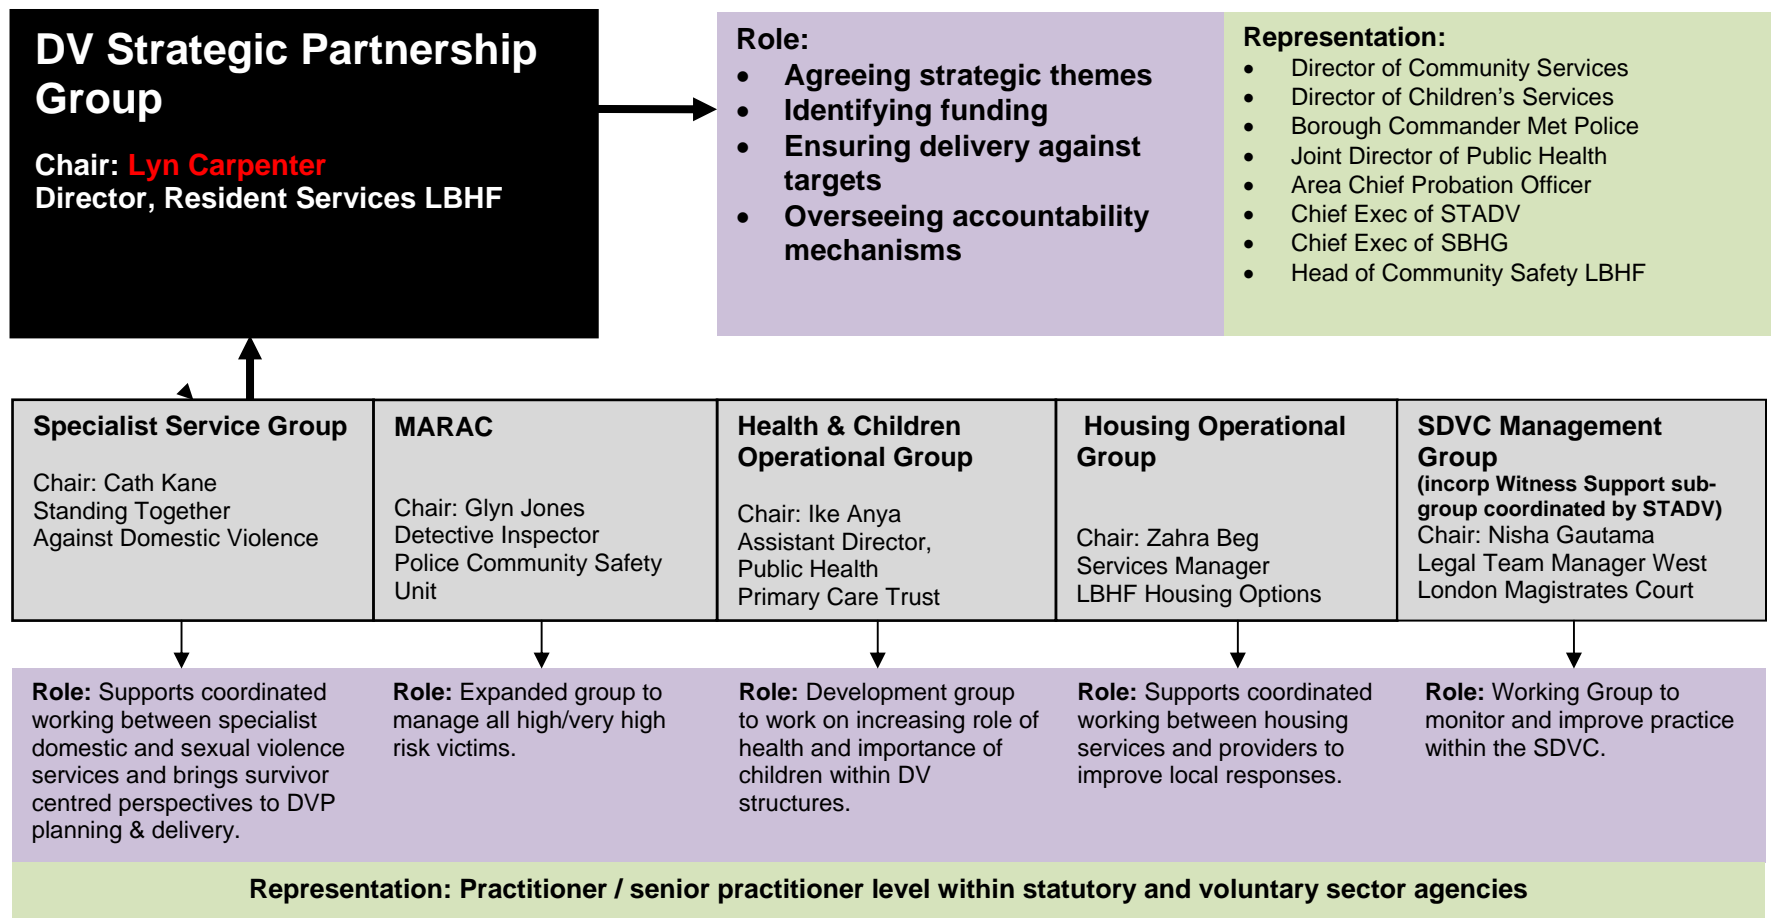 DV Strategic Partnership
Group
Chair: Lyn Carpenter
Director, Resident Services LBHF
Role:
• Agreeing strategic themes
• Identifying funding
• Ensuring delivery against
targets
• Overseeing accountability
mechanisms
Representation:
• Director of Community Services
• Director of Children's Services
• Borough Commander Met Police
• Joint Director of Public Health
• Area Chief Probation Officer
• Chief Exec of STADV
• Chief Exec of SBHG
• Head of Community Safety LBHF
Specialist Service Group
Chair: Cath Kane
Standing Together
Against Domestic Violence
MARAC
Chair: Glyn Jones
Detective Inspector
Police Community Safety
Unit
Health & Children
Operational Group
Chair: Ike Anya
Assistant Director,
Public Health
Primary Care Trust
Housing Operational
Group
Chair: Zahra Beg
Services Manager
LBHF Housing Options
SDVC Management
Group
(incorp Witness Support sub-
group coordinated by STADV)
Chair: Nisha Gautama
Legal Team Manager West
London Magistrates Court
Role: Supports coordinated
working between specialist
domestic and sexual violence
services and brings survivor
centred perspectives to DVP
planning & delivery.
Role: Expanded group to
manage all high/very high
risk victims.
Role: Development group
to work on increasing role of
health and importance of
children within DV
structures.
Role: Supports coordinated
working between housing
services and providers to
improve local responses.
Role: Working Group to
monitor and improve practice
within the SDVC.
Representation: Practitioner / senior practitioner level within statutory and voluntary sector agencies